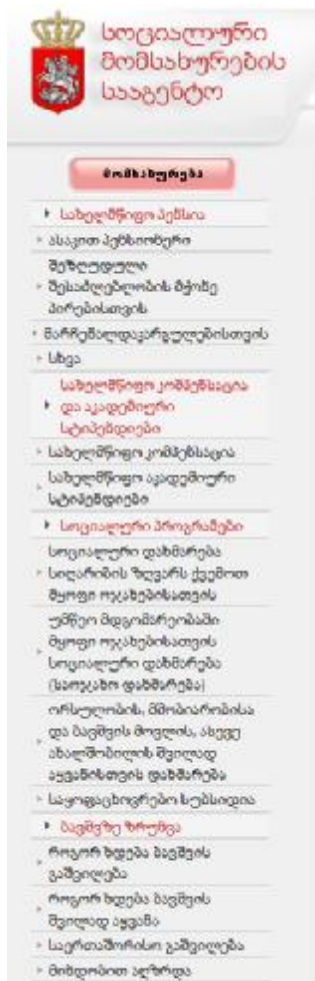 სოციალური
მომსახურების
სააგენტო
მომსახურება
სახელმწიფო პენსია
ასაკით პენსიონერი
შეზღუდული
შესაძლებლობის მქონე
პირებისთვის
მარჩენალდაკარგულებისთვის
სხვა
სახელმწიფო კომპენსაცია
და აკადემიური
სტიპენდიები
სახელმწიფო კომპენსაცია
სახელმწიფო აკადემიური
სტიპენდიები
სოციალური პროგრამები
სოციალური დახმარება
სიღარიბის ზღვარს ქვემოთ
მყოფი ოჯახებისათვის
უმწეო მდგომარეობაში
მყოფი ოჯახებისათვის
სოციალური დახმარება
(საოჯახო დახმარება)
ორსულობის, მშობიარობისა
და ბავშვის მოვლის, ასევე
ახალშობილის შვილად
აყვანისთვის დახმარება
საყოფაცხოვრებო სუბსიდია
ბავშვზე ზრუნვა
როგორ ხდება ბავშვის
გაშვილება
როგორ ხდება ბავშვის
შვილად აყვანა
საერთაშორისო გაშვილება
მინდობით აღზრდა